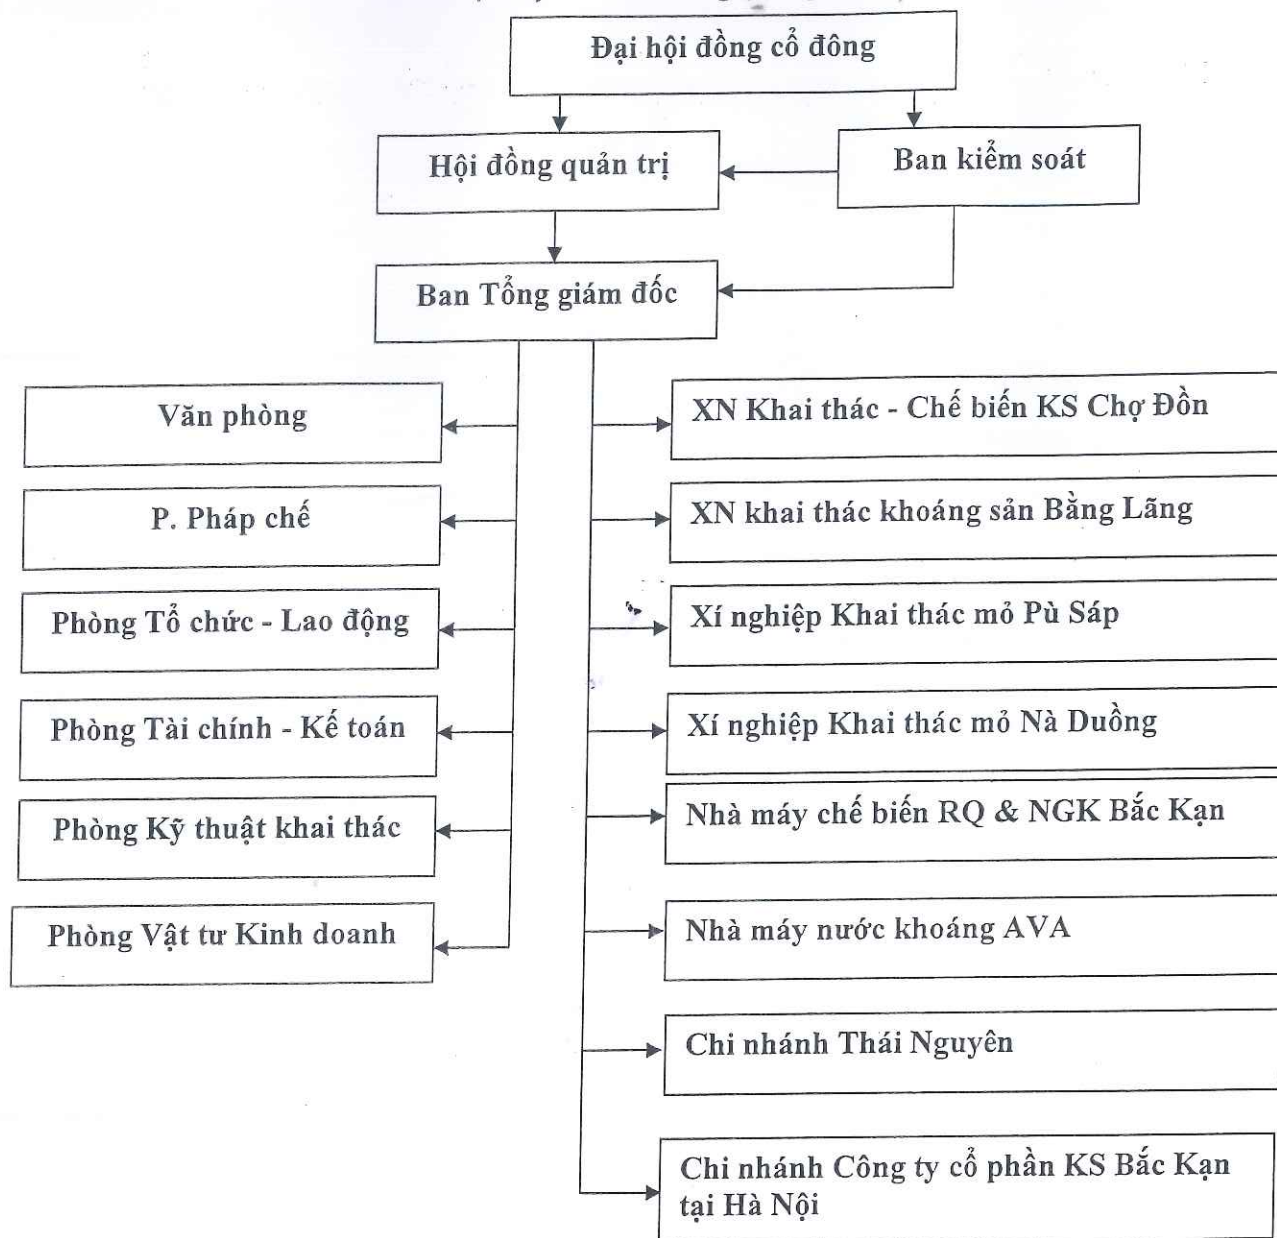 Đại hội đồng cổ đông
Hội đồng quản trị
Ban kiểm soát
Ban Tổng giám đốc
Văn phòng
P. Pháp chế
Phòng Tổ chức - Lao động
Phòng Tài chính - Kế toán
Phòng Kỹ thuật khai thác
Phòng Vật tư Kinh doanh
XN Khai thác - Chế biến KS Chợ Đồn
XN khai thác khoáng sản Bằng Lãng
Xí nghiệp Khai thác mỏ Pù Sáp
Xí nghiệp Khai thác mỏ Nà Duồng
Nhà máy chế biến RQ & NGK Bắc Kạn
Nhà máy nước khoáng AVA
Chi nhánh Thái Nguyên
Chi nhánh Công ty cổ phần KS Bắc Kạn
tại Hà Nội